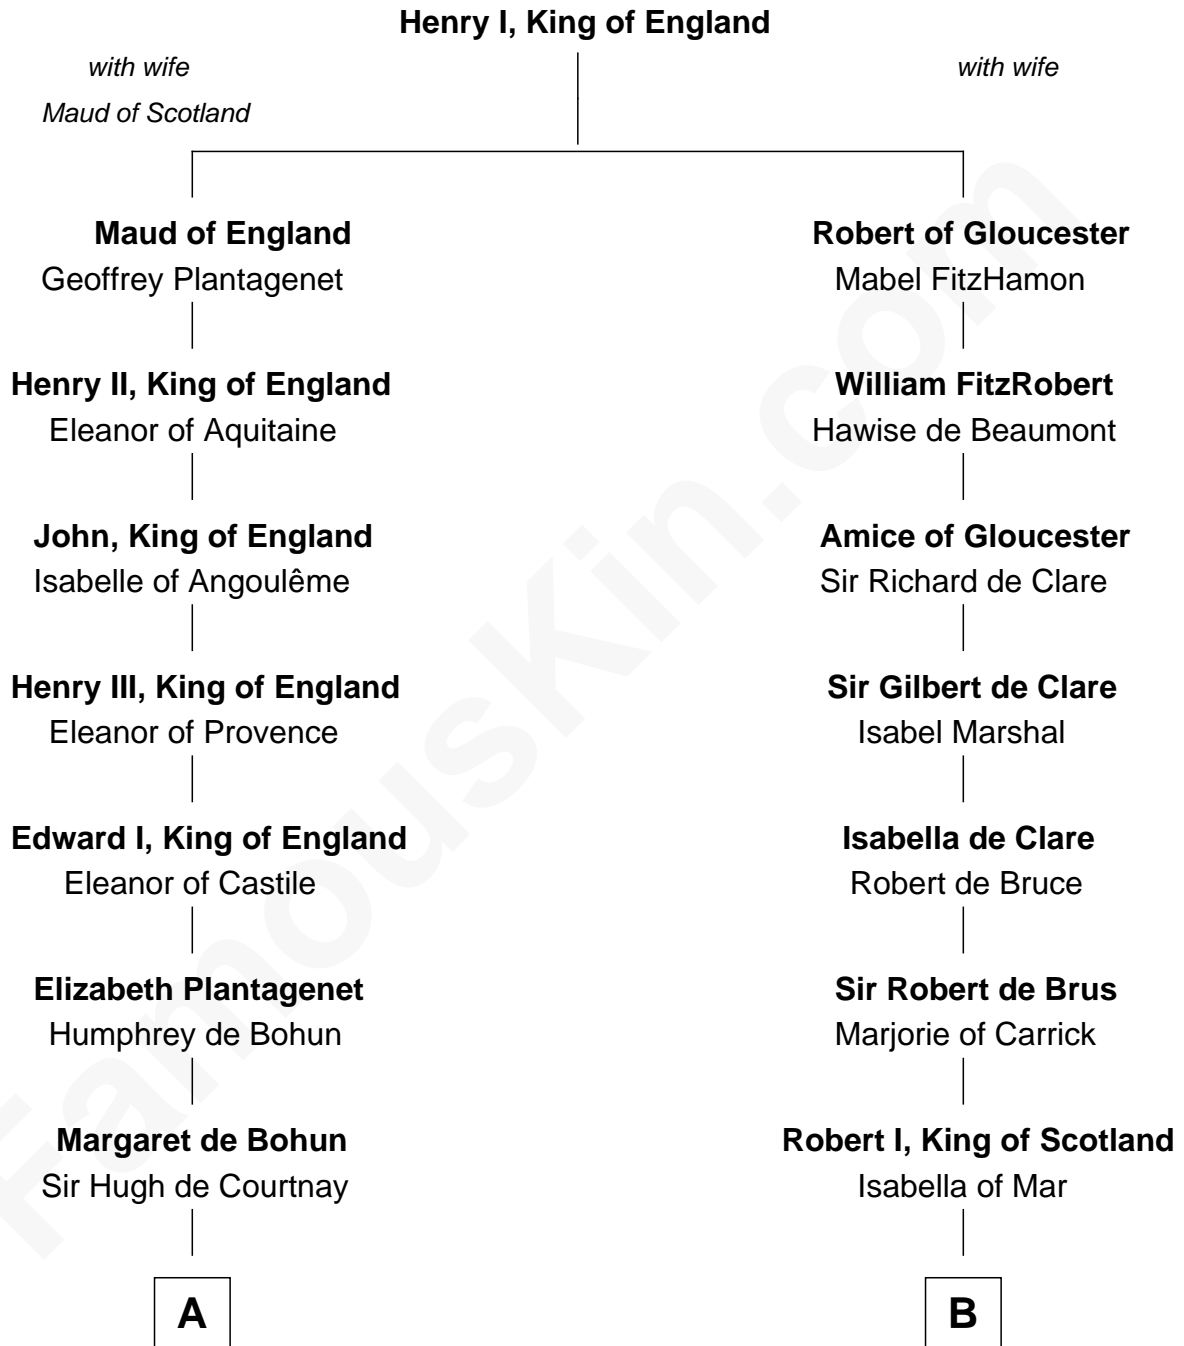 Henry I, King of England
with wife
Maud of Scotland
with wife
Maud of England
Geoffrey Plantagenet
Henry II, King of England
Eleanor of Aquitaine
John, King of England
Isabelle of Angoulême
Henry III, King of England
Eleanor of Provence
Edward I, King of England
Eleanor of Castile
Elizabeth Plantagenet
Humphrey de Bohun
Margaret de Bohun
Sir Hugh de Courtnay
A
Robert of Gloucester
Mabel FitzHamon
William FitzRobert
Hawise de Beaumont
Amice of Gloucester
Sir Richard de Clare
Sir Gilbert de Clare
Isabel Marshal
Isabella de Clare
Robert de Bruce
Sir Robert de Brus
Marjorie of Carrick
Robert I, King of Scotland
Isabella of Mar
B
FamousKin.com